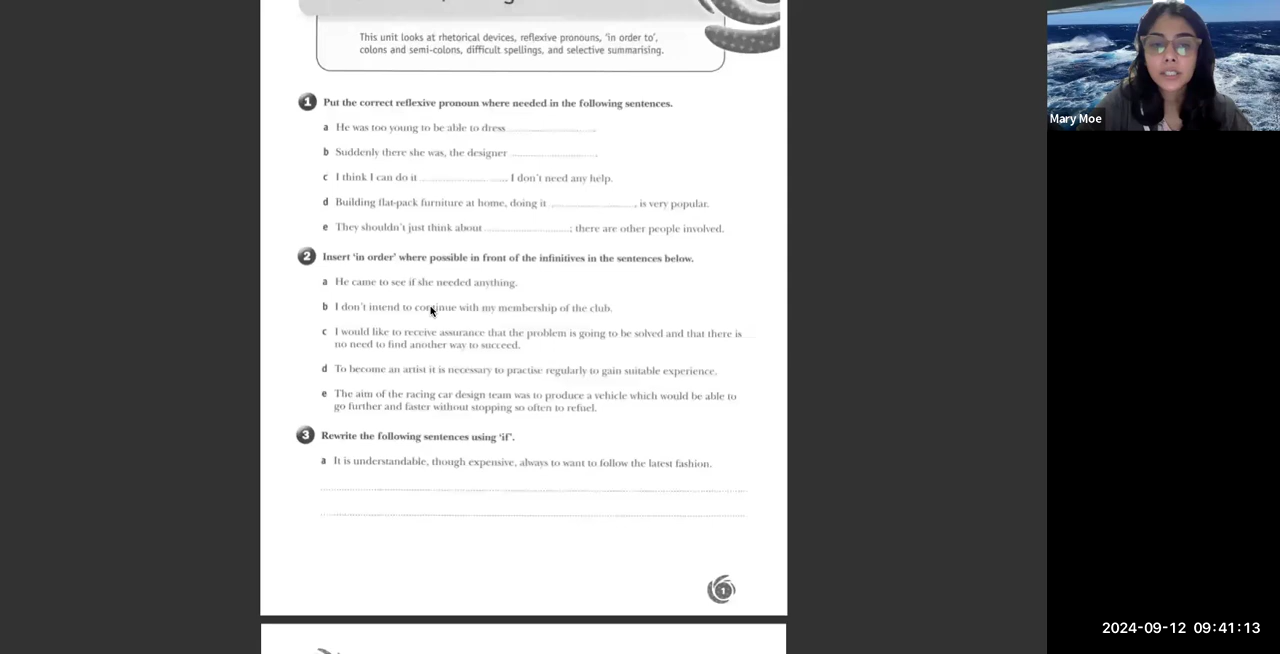 This unit looks at rhetorical devices, reflexive pronouns, 'in order to',
colons and semi-colons, difficult spellings, and selective summarising.
1 Put the correct reflexive pronoun where needed in the following sentences.
a He was too young to be able to dress ....................
b Suddenly there she was, the designer ....................
c I think I can do it .................... I don't need any help.
d Building flat-pack furniture at home, doing it ...................., is very popular.
e They shouldn't just think about ....................; there are other people involved.
2 Insert 'in order' where possible in front of the infinitives in the sentences below.
a He came to see if she needed anything.
b I don't intend to continue with my membership of the club.
c I would like to receive assurance that the problem is going to be solved and that there is
no need to find another way to succeed.
d To become an artist it is necessary to practise regularly to gain suitable experience.
e The aim of the racing car design team was to produce a vehicle which would be able to
go further and faster without stopping so often to refuel.
3 Rewrite the following sentences using 'if'.
a It is understandable, though expensive, always to want to follow the latest fashion.
1
Mary Moe
2024-09-12 09:41:13